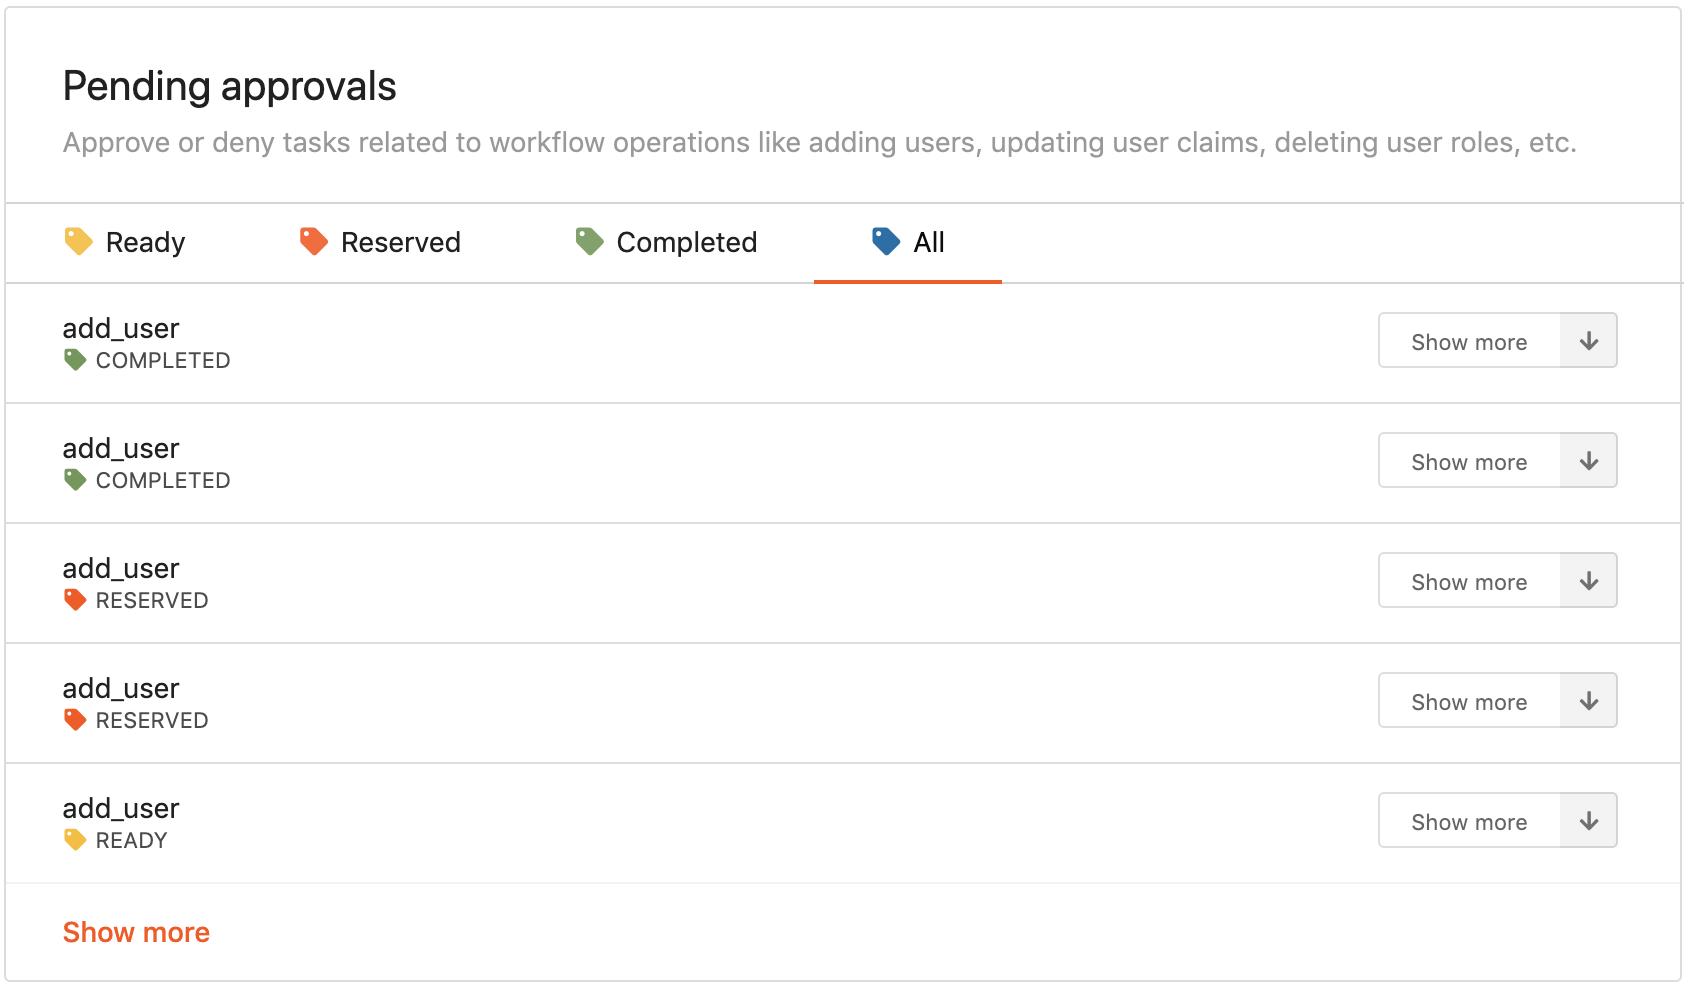 Pending approvals
Approve or deny tasks related to workflow operations like adding users, updating user claims, deleting user roles, etc.
Ready Reserved Completed All
add_user
COMPLETED
Show more
add_user
COMPLETED
Show more
add_user
RESERVED
Show more
add_user
RESERVED
Show more
add_user
READY
Show more
Show more